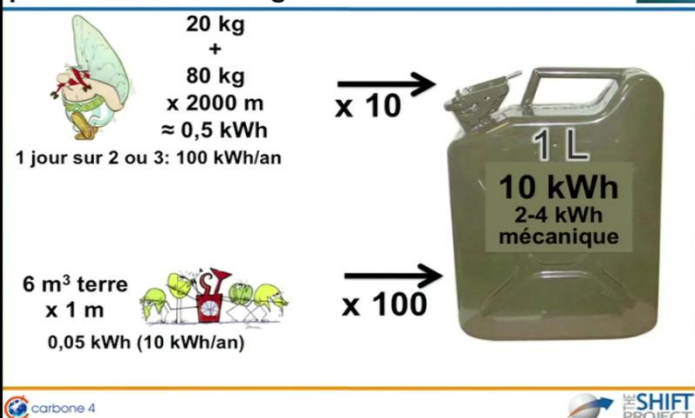 20 kg
+
80 kg
x 2000 m
≈ 0,5 kWh
1 jour sur 2 ou 3: 100 kWh/an
x 10
1 L
10 kWh
2-4 kWh
mécanique
6 m³ terre
x 1 m
0,05 kWh (10 kWh/an)
x 100
carbone 4
THE SHIFT
PROJECT